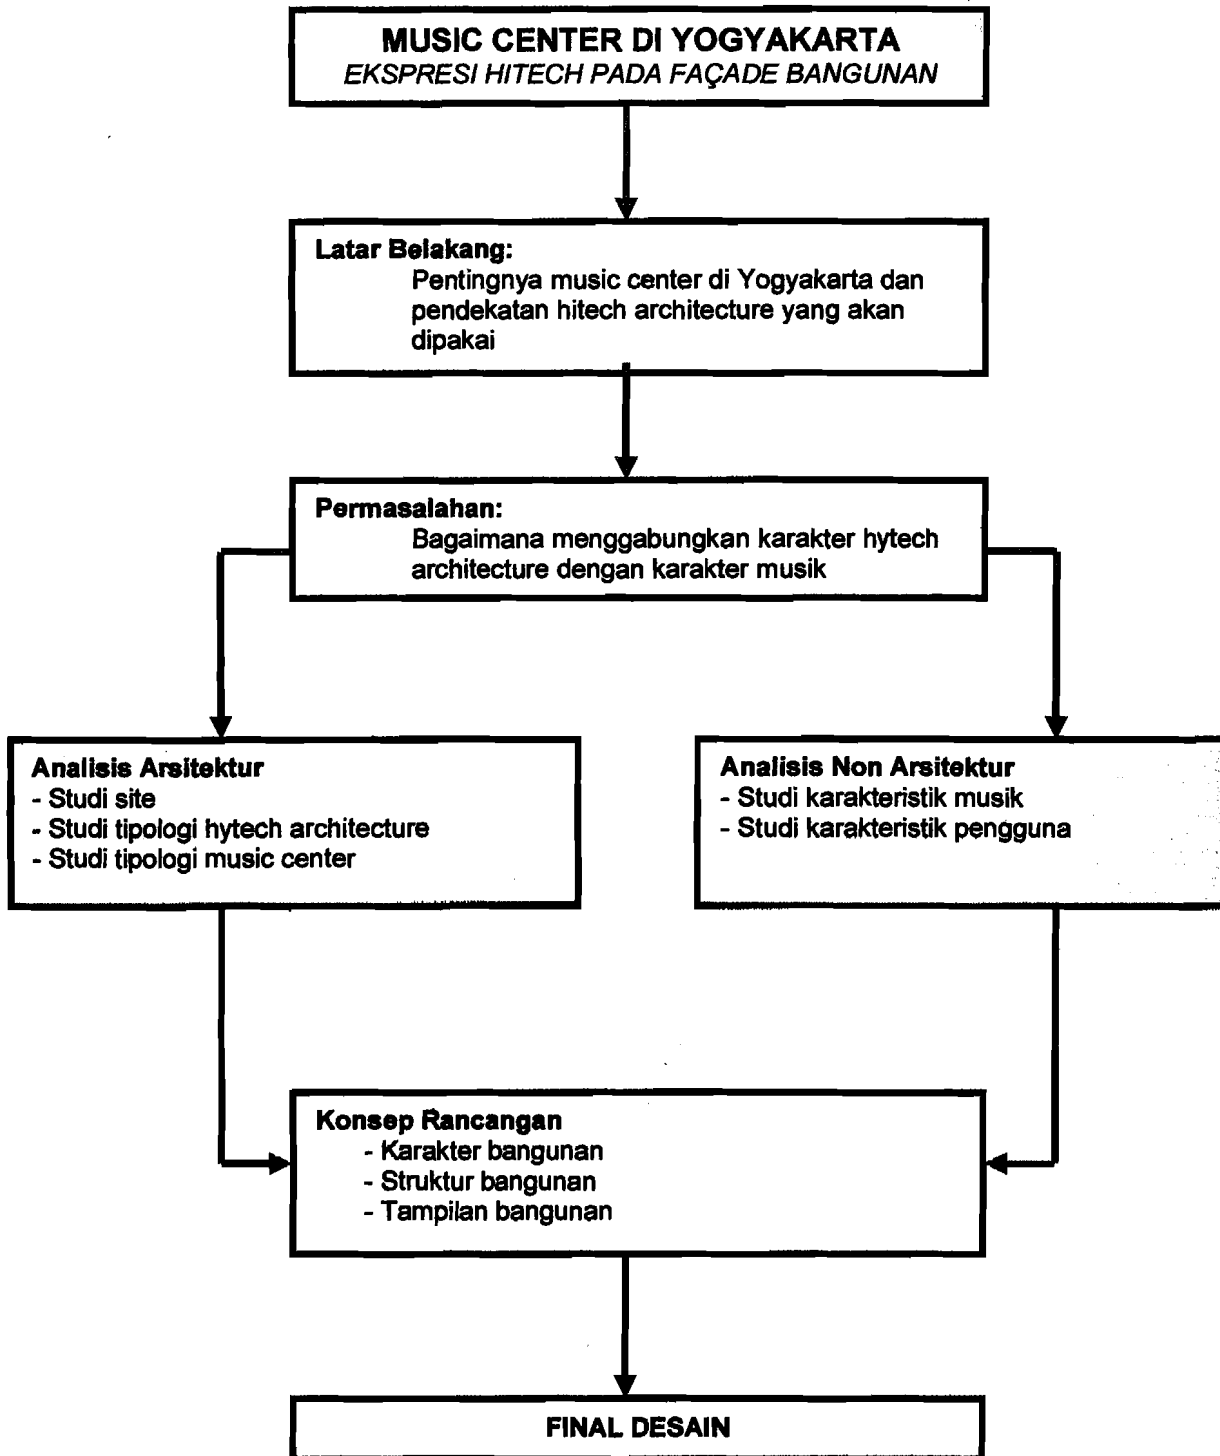 MUSIC CENTER DI YOGYAKARTA
EKSPRESI HITECH PADA FAÇADE BANGUNAN
Latar Belakang:
Pentingnya music center di Yogyakarta dan
pendekatan hitech architecture yang akan
dipakai
Permasalahan:
Bagaimana menggabungkan karakter hytech
architecture dengan karakter musik
Analisis Arsitektur
- Studi site
- Studi tipologi hytech architecture
- Studi tipologi music center
Analisis Non Arsitektur
- Studi karakteristik musik
- Studi karakteristik pengguna
Konsep Rancangan
- Karakter bangunan
- Struktur bangunan
- Tampilan bangunan
FINAL DESAIN